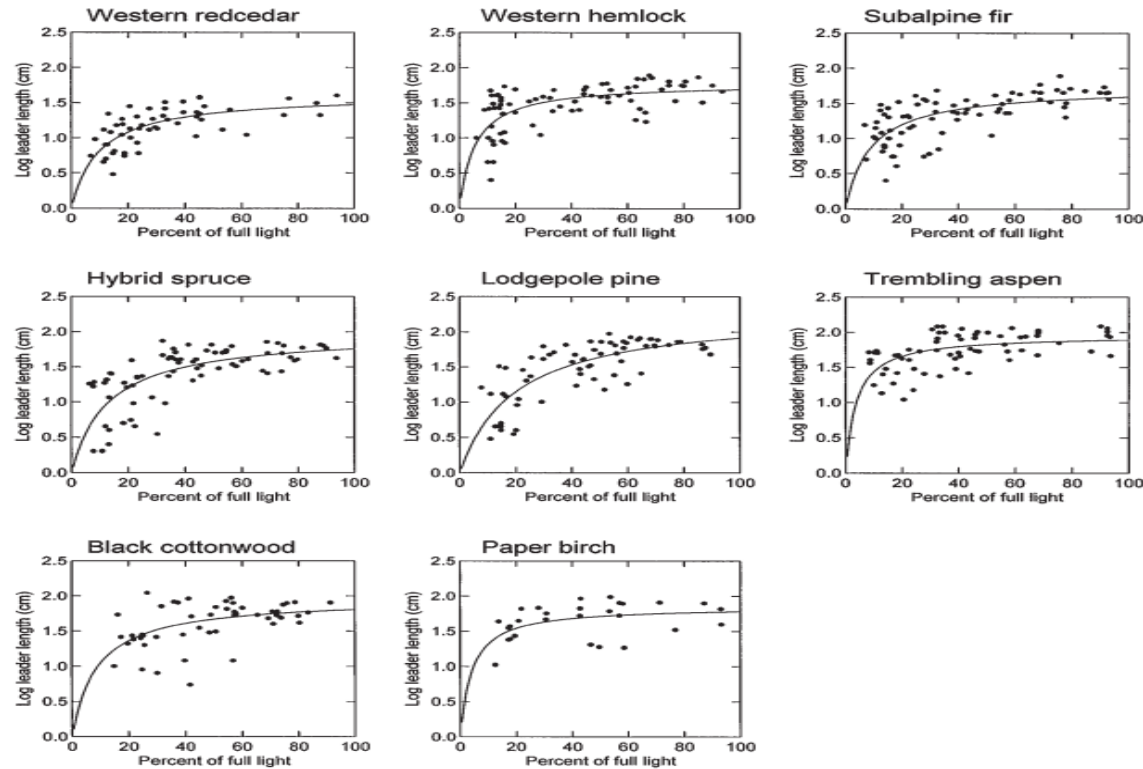 Western redcedar
Western hemlock
Subalpine fir
2.5
2.0
1.5
1.0
0.5
0.0
Log leader length (cm)
0 20 40 60 80 100
Percent of full light
2.5
2.0
1.5
1.0
0.5
0.0
Log leader length (cm)
0 20 40 60 80 100
Percent of full light
2.5
2.0
1.5
1.0
0.5
0.0
Log leader length (cm)
0 20 40 60 80 100
Percent of full light
Hybrid spruce
Lodgepole pine
Trembling aspen
2.5
2.0
1.5
1.0
0.5
0.0
Log leader length (cm)
0 20 40 60 80 100
Percent of full light
2.5
2.0
1.5
1.0
0.5
0.0
Log leader length (cm)
0 20 40 60 80 100
Percent of full light
2.5
2.0
1.5
1.0
0.5
0.0
Log leader length (cm)
0 20 40 60 80 100
Percent of full light
Black cottonwood
Paper birch
2.5
2.0
1.5
1.0
0.5
0.0
Log leader length (cm)
0 20 40 60 80 100
Percent of full light
2.5
2.0
1.5
1.0
0.5
0.0
Log leader length (cm)
0 20 40 60 80 100
Percent of full light